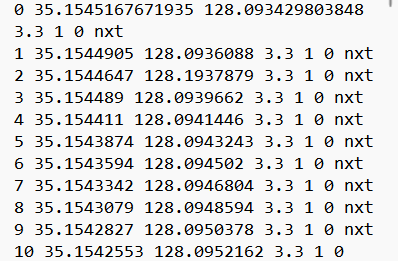 0 35.1545167671935 128.093429803848
3.3 1 0 nxt
1 35.1544905 128.0936088 3.3 1 0 nxt
2 35.1544647 128.1937879 3.3 1 0 nxt
3 35.154489 128.0939662 3.3 1 0 nxt
4 35.154411 128.0941446 3.3 1 0 nxt
5 35.1543874 128.0943243 3.3 1 0 nxt
6 35.1543594 128.094502 3.3 1 0 nxt
7 35.1543342 128.0946804 3.3 1 0 nxt
8 35.1543079 128.0948594 3.3 1 0 nxt
9 35.1542827 128.0950378 3.3 1 0 nxt
10 35.1542553 128.0952162 3.3 1 0